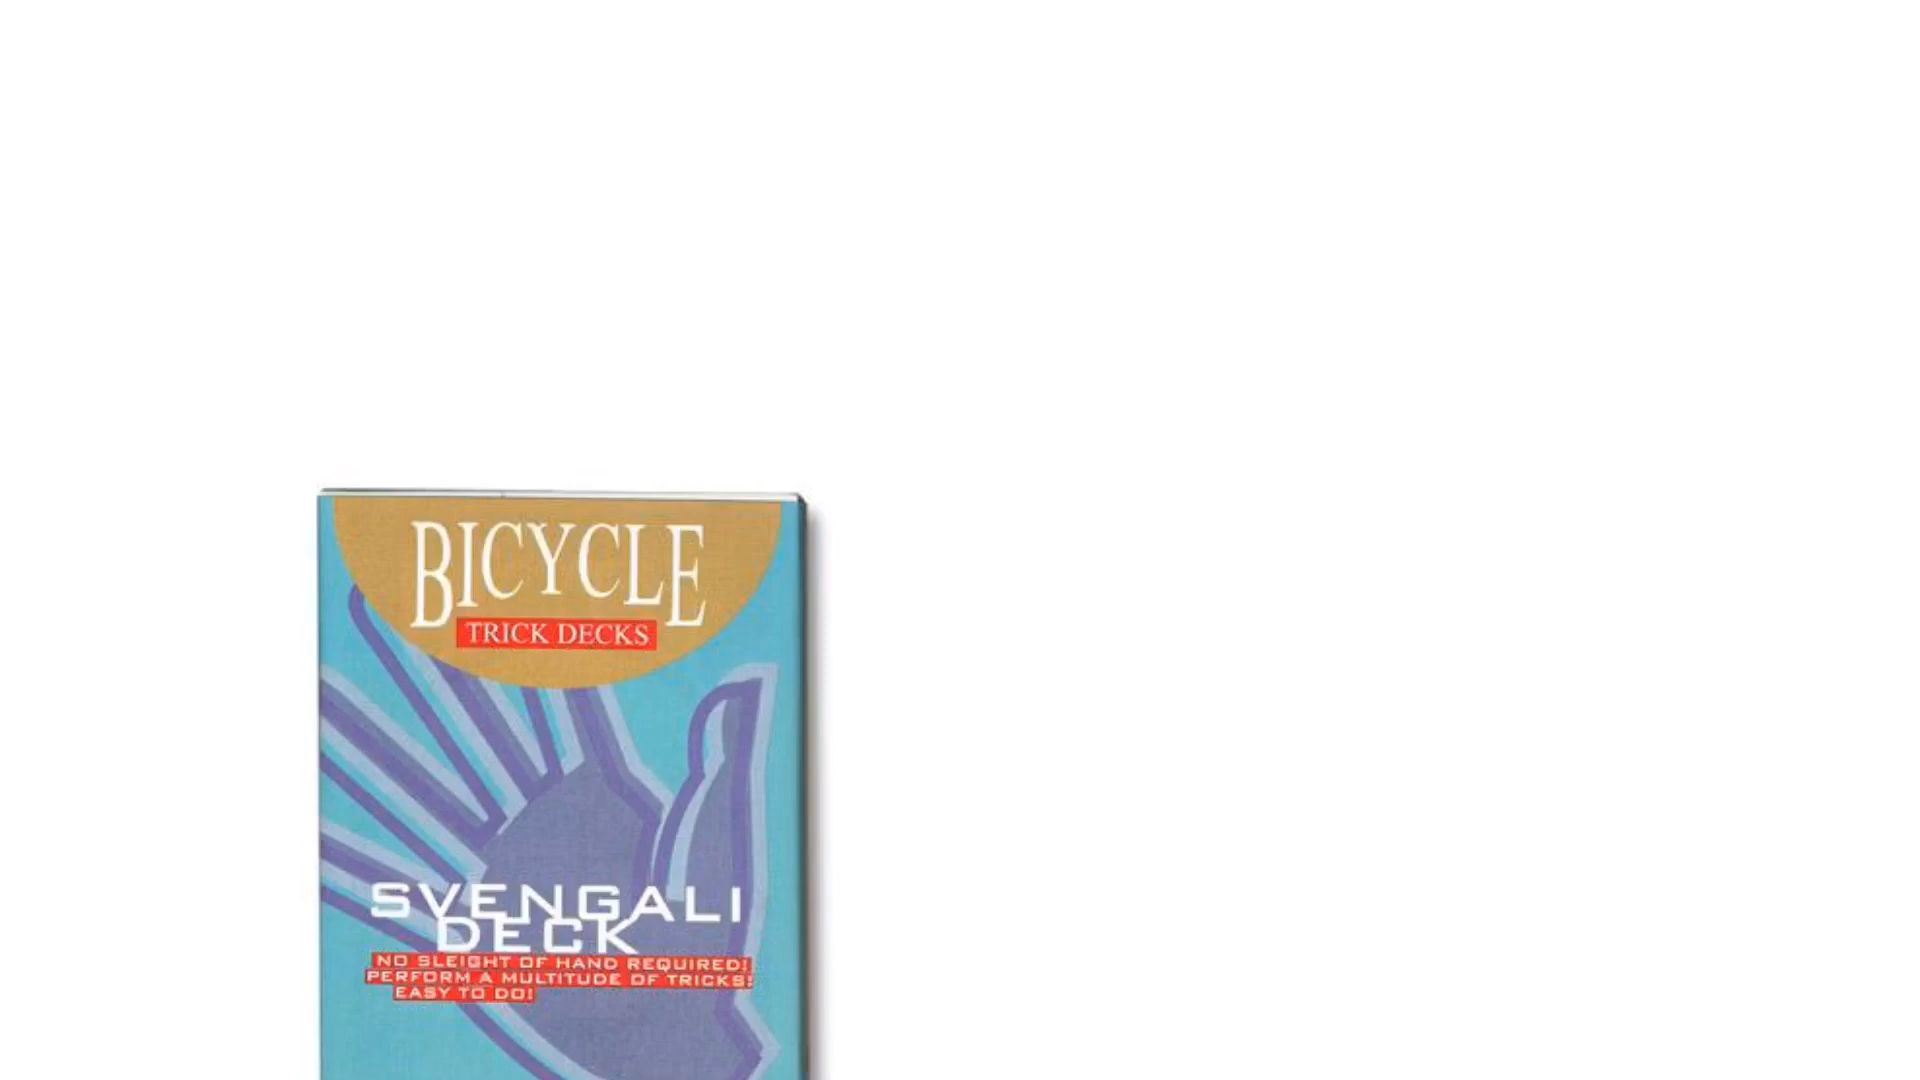 BICYCLE
TRICK DECKS
SVENGALI
DECK
NO SLEIGHT OF HAND REQUIRED!
PERFORM A MULTITUDE OF TRICKS!
EASY TO DO!